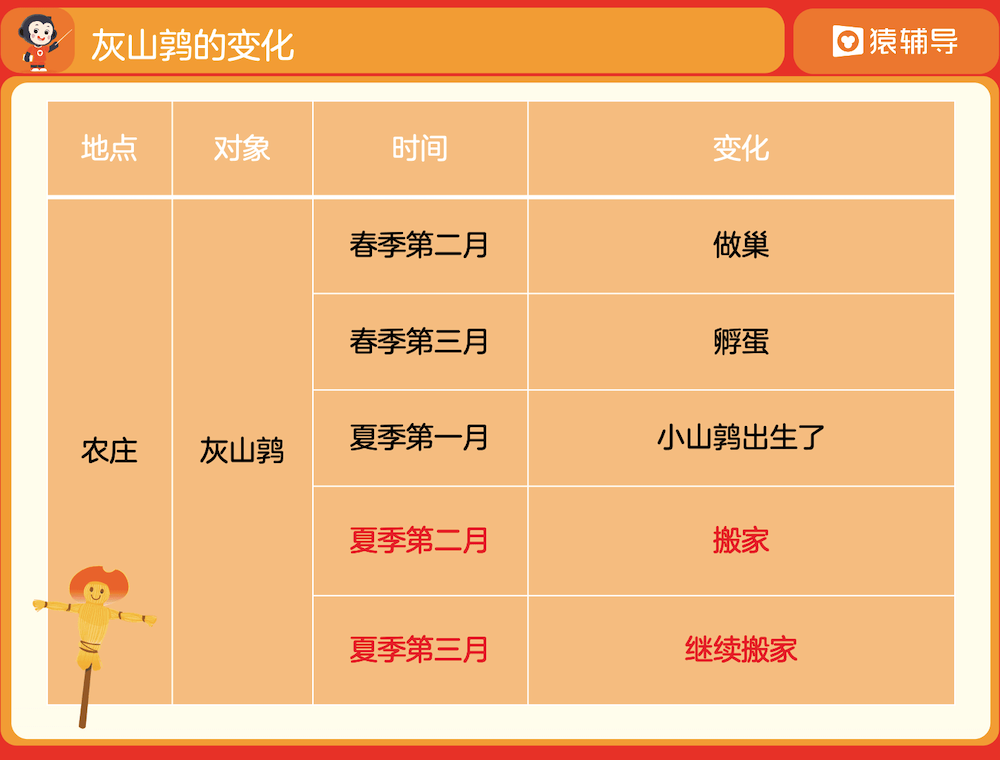 灰山鹑的变化
猿辅导
地点 对象 时间 变化
农庄 灰山鹑
春季第二月 做巢
春季第三月 孵蛋
夏季第一月 小山鹑出生了
夏季第二月 搬家
夏季第三月 继续搬家